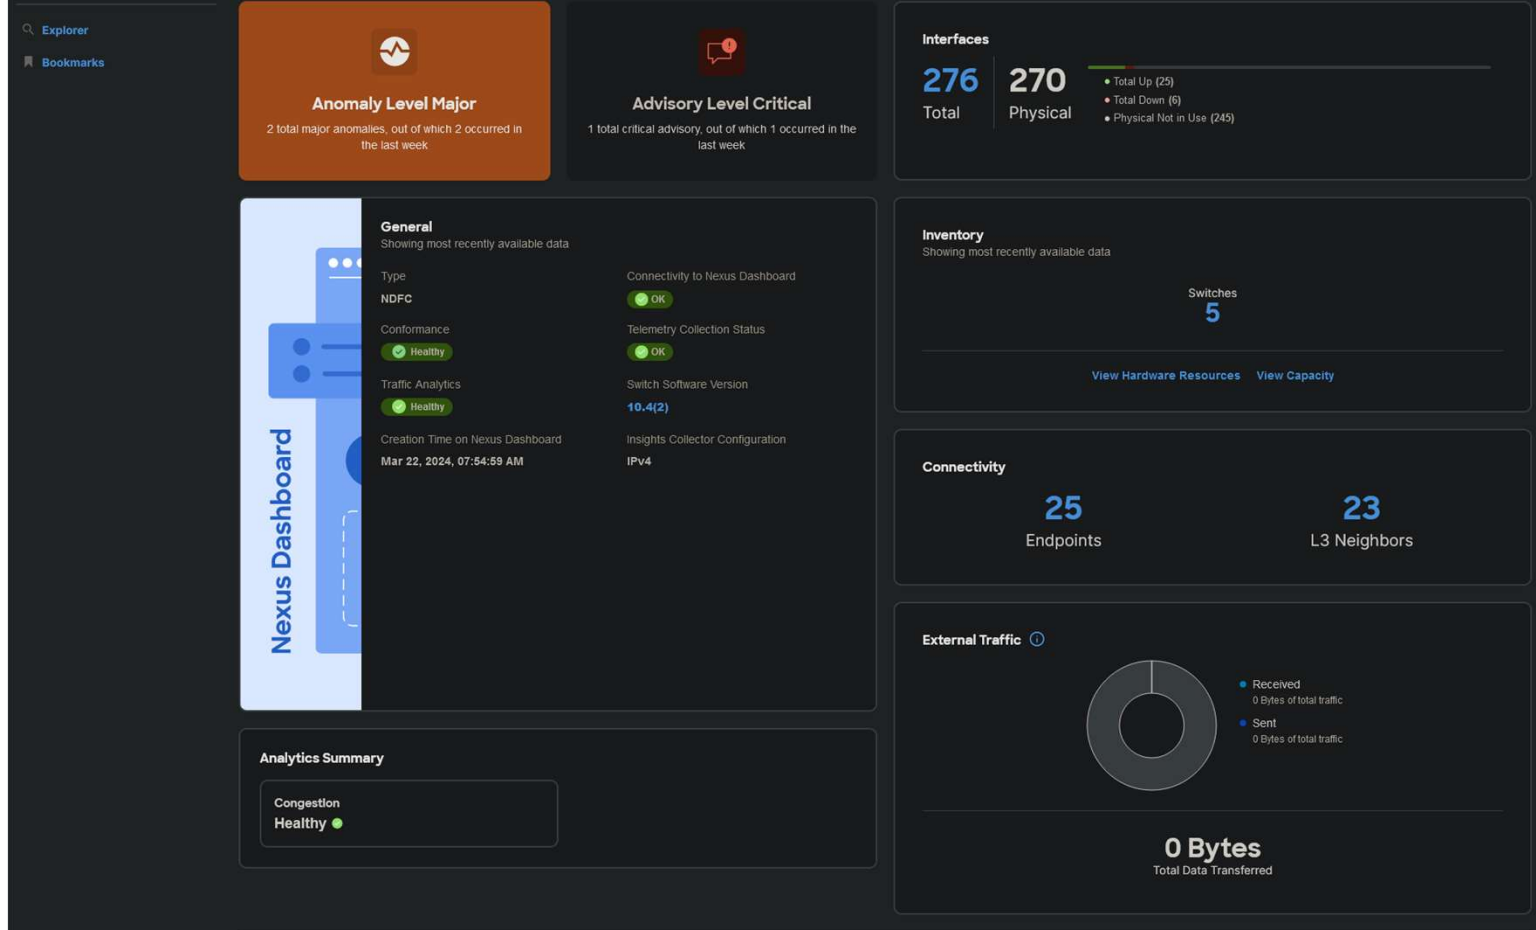 Explorer
Bookmarks
Anomaly Level Major
2 total major anomalies, out of which 2 occurred in
the last week
Advisory Level Critical
1 total critical advisory, out of which 1 occurred in the
last week
Interfaces
276
Total
270
Physical
Total Up (25)
Total Down (6)
Physical Not in Use (245)
Nexus Dashboard
General
Showing most recently available data
Type
NDFC
Connectivity to Nexus Dashboard
OK
Conformance
Healthy
Telemetry Collection Status
OK
Traffic Analytics
Healthy
Switch Software Version
10.4(2)
Creation Time on Nexus Dashboard
Mar 22, 2024, 07:54:59 AM
Insights Collector Configuration
IPv4
Inventory
Showing most recently available data
Switches
5
View Hardware Resources
View Capacity
Connectivity
25
Endpoints
23
L3 Neighbors
Analytics Summary
Congestion
Healthy
External Traffic
Received
0 Bytes of total traffic
Sent
0 Bytes of total traffic
0 Bytes
Total Data Transferred